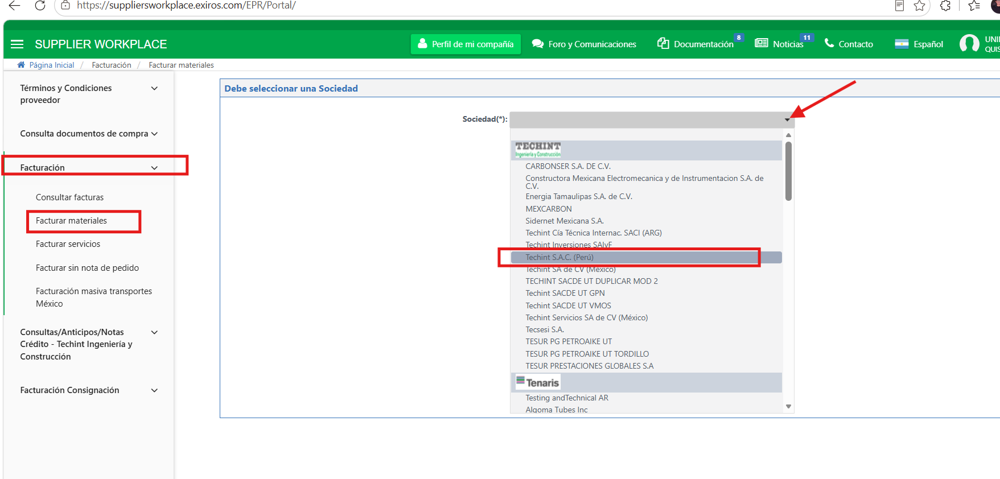 https://suppliersworkplace.exiros.com/EPR/Portal/
SUPPLIER WORKPLACE
Perfil de mi compañía
Foro y Comunicaciones
Documentación
8
Noticias
11
Contacto
Español
Página Inicial / Facturación / Facturar materiales
Términos y Condiciones
proveedor
Consulta documentos de compra
Facturación
Consultar facturas
Facturar materiales
Facturar servicios
Facturar sin nota de pedido
Facturación masiva transportes
México
Consultas/Anticipos/Notas
Crédito - Techint Ingeniería y
Construcción
Facturación Consignación
Debe seleccionar una Sociedad
Sociedad(*):
TECHINT
Ingeniería y Construcción
CARBONSER S.A. DE C.V.
Constructora Mexicana Electromecanica y de Instrumentacion S.A. de
C.V.
Energia Tamaulipas S.A. de C.V.
MEXCARBON
Sidernet Mexicana S.A.
Techint Cía Técnica Internac. SACI (ARG)
Techint Inversiones SAIyF
Techint S.A.C. (Perú)
Techint SA de CV (México)
TECHINT SACDE UT DUPLICAR MOD 2
Techint SACDE UT GPN
Techint SACDE UT VMOS
Techint Servicios SA de CV (México)
Tecsesi S.A.
TESUR PG PETROAIKE UT
TESUR PG PETROAIKE UT TORDILLO
TESUR PRESTACIONES GLOBALES S.A
Tenaris
Testing andTechnical AR
Algoma Tubes Inc